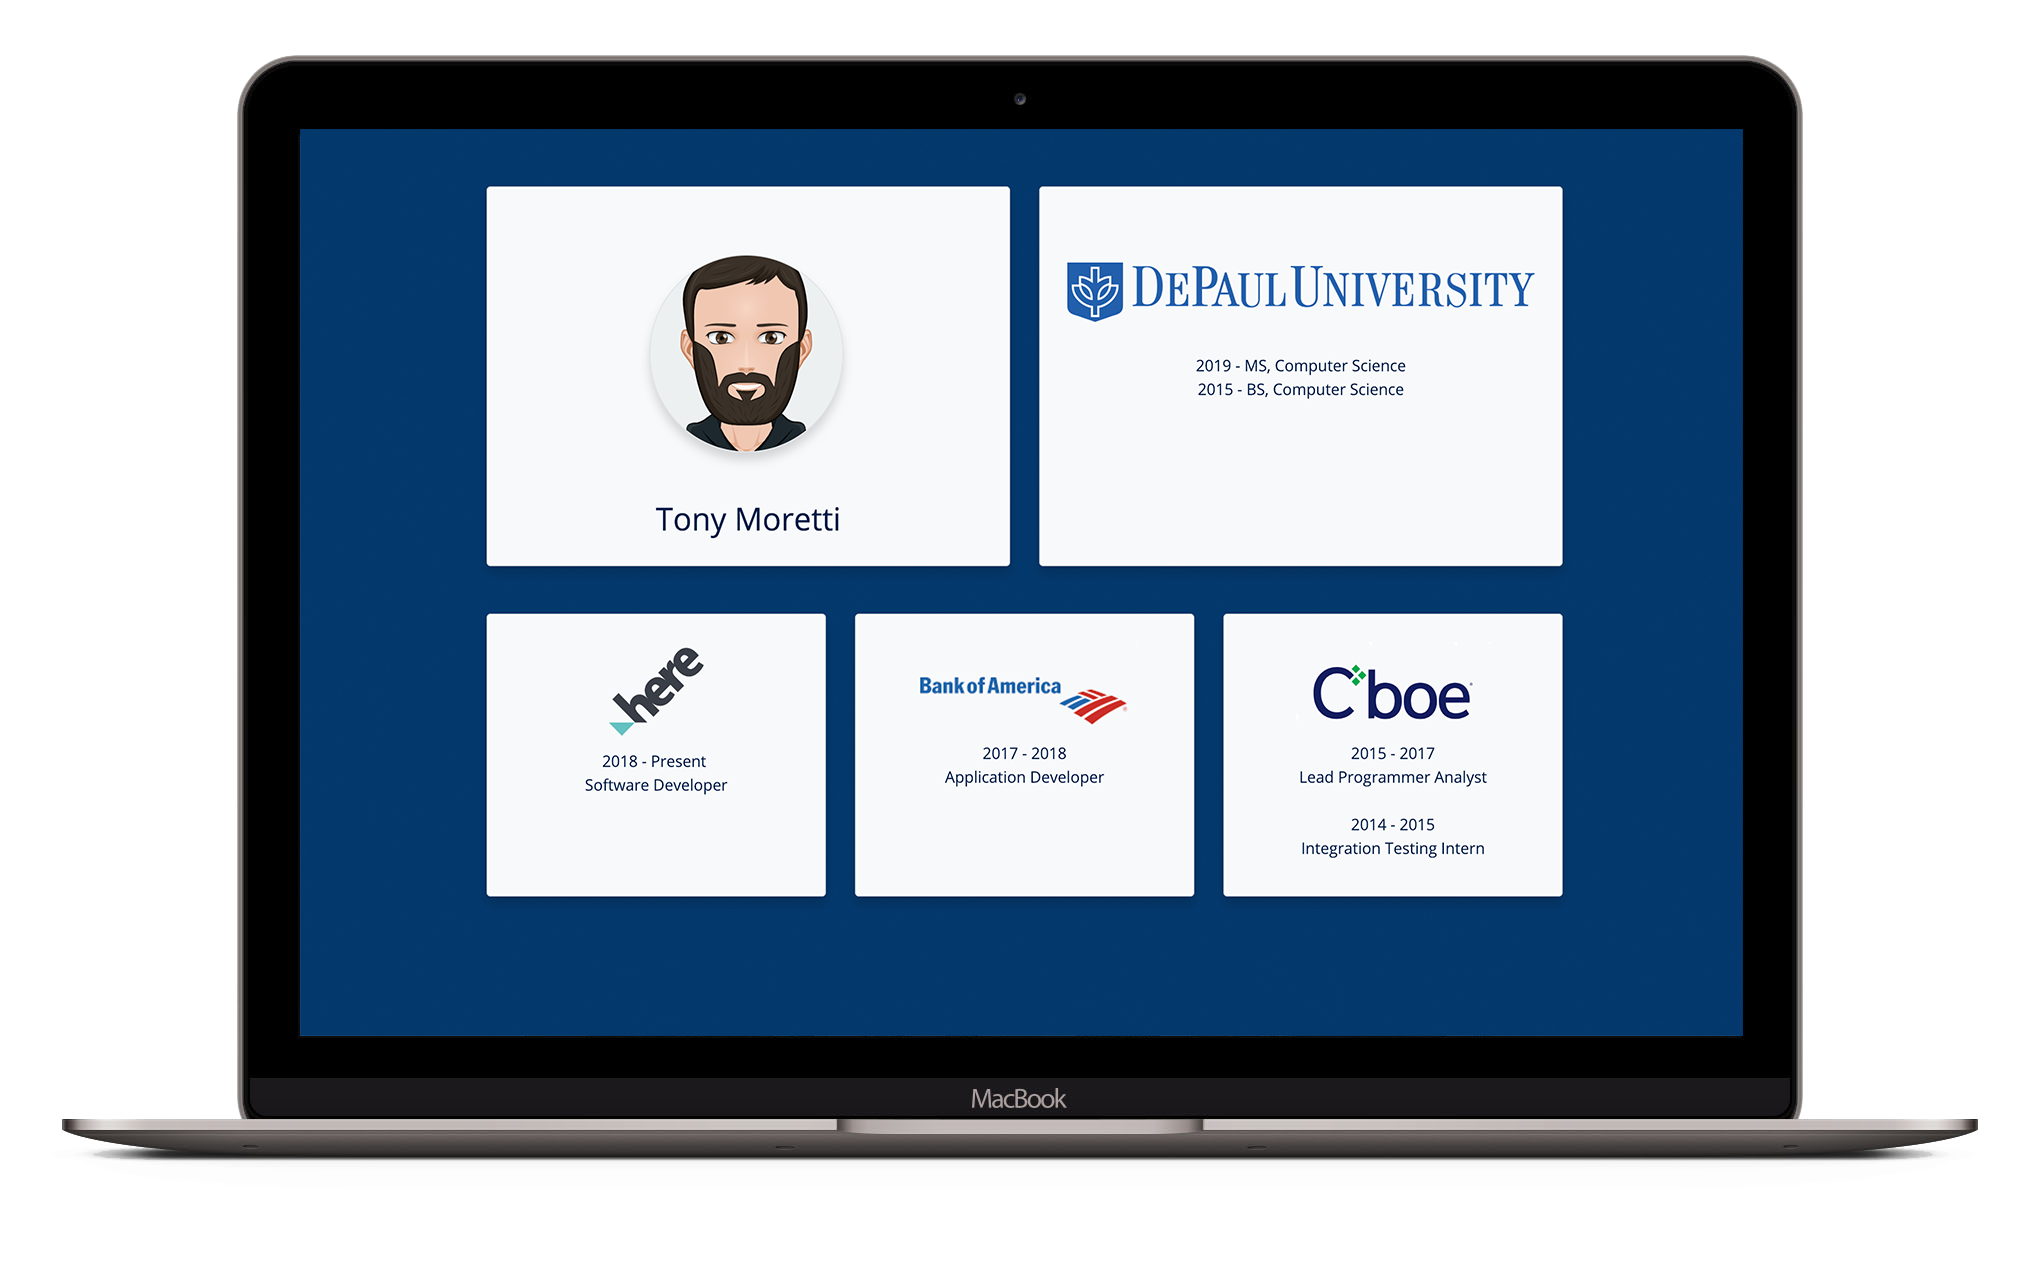 Tony Moretti
DEPAUL UNIVERSITY
2019 - MS, Computer Science
2015 - BS, Computer Science
here
2018 - Present
Software Developer
Bank of America
2017 - 2018
Application Developer
Cboe
2015 - 2017
Lead Programmer Analyst
2014 - 2015
Integration Testing Intern
MacBook